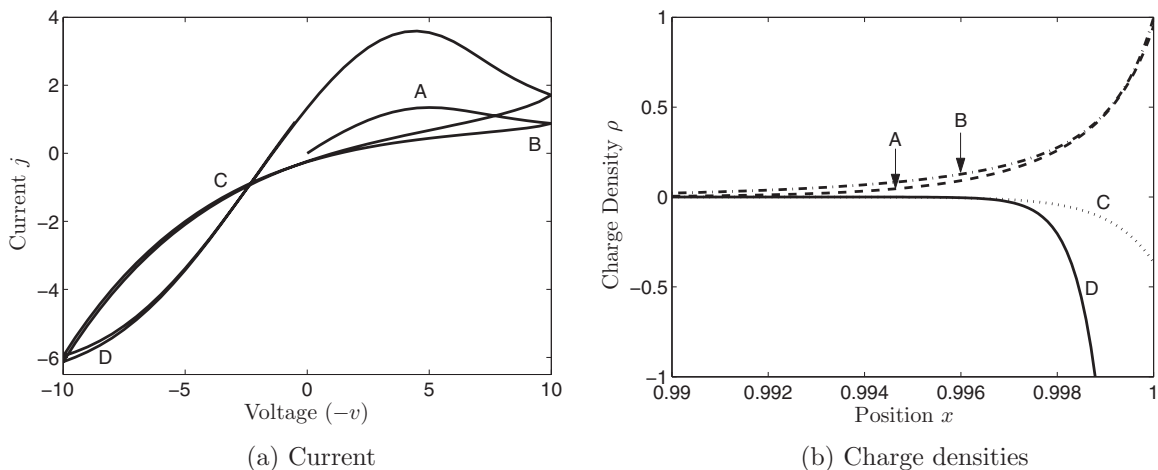 4
2
0
−2
−4
−6
−10
−5
0
5
10
A
B
C
D
Current j
Voltage (−v)
(a) Current
1
0.5
0
−0.5
−1
0.99
0.992
0.994
0.996
0.998
1
A
B
C
D
Charge Density ρ
Position x
(b) Charge densities